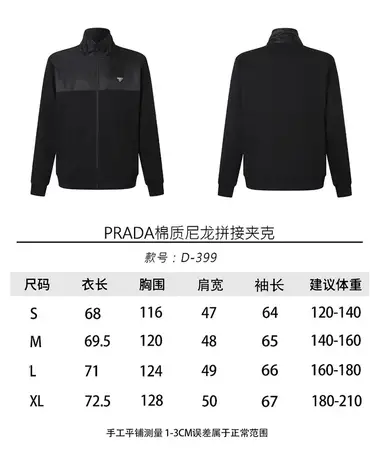 PRADA棉质尼龙拼接夹克
款号：D-399
尺码 衣长 胸围 肩宽 袖长 建议体重
S 68 116 47 64 120-140
M 69.5 120 48 65 140-160
L 71 124 49 66 160-180
XL 72.5 128 50 67 180-210
手工平铺测量 1-3CM误差属于正常范围